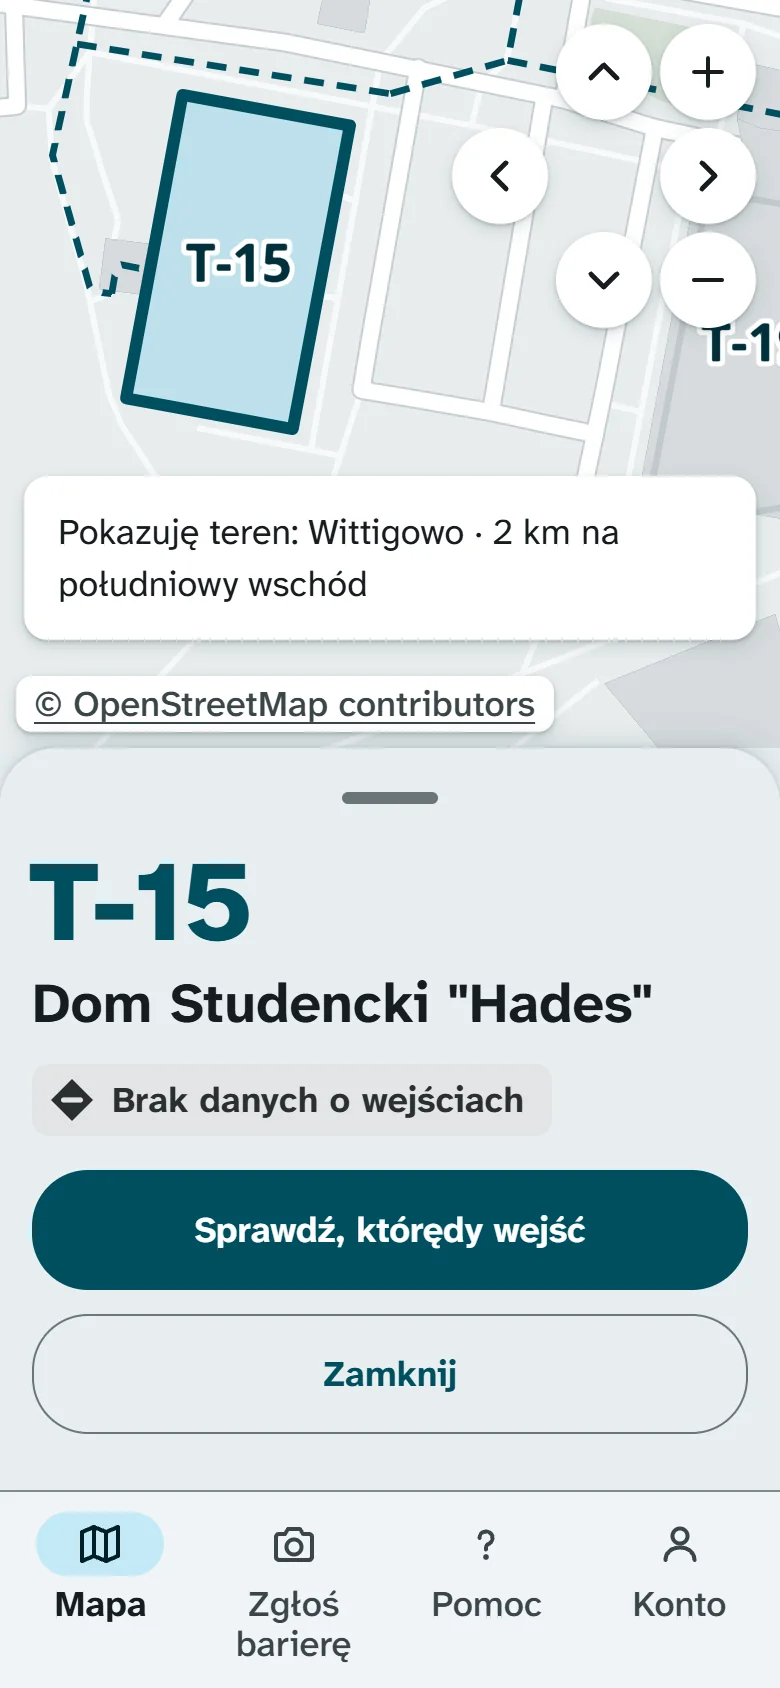 T-15
Pokazuję teren: Wittigowo · 2 km na
południowy wschód
© OpenStreetMap contributors
T-15
Dom Studencki "Hades"
Brak danych o wejściach
Sprawdź, którędy wejść
Zamknij
Mapa
Zgłoś
barierę
Pomoc
Konto